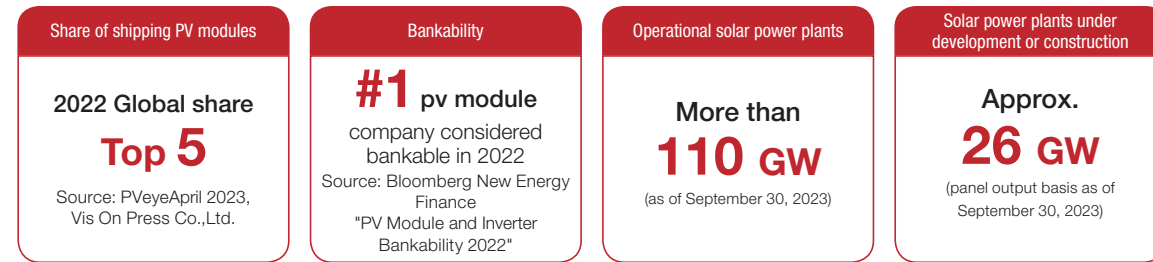 Share of shipping PV modules
2022 Global share
Top 5
Source: PVeyeApril 2023,
Vis On Press Co.,Ltd.
Bankability
#1 pv module
company considered
bankable in 2022
Source: Bloomberg New Energy
Finance
"PV Module and Inverter
Bankability 2022"
Operational solar power plants
More than
110 GW
(as of September 30, 2023)
Solar power plants under
development or construction
Approx.
26 GW
(panel output basis as of
September 30, 2023)